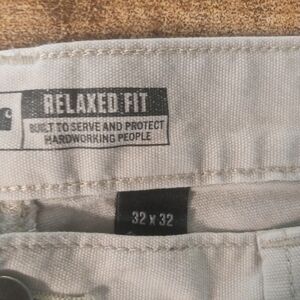 RELAXED FIT
BUILT TO SERVE AND PROTECT
HARDWORKING PEOPLE
32 X 32